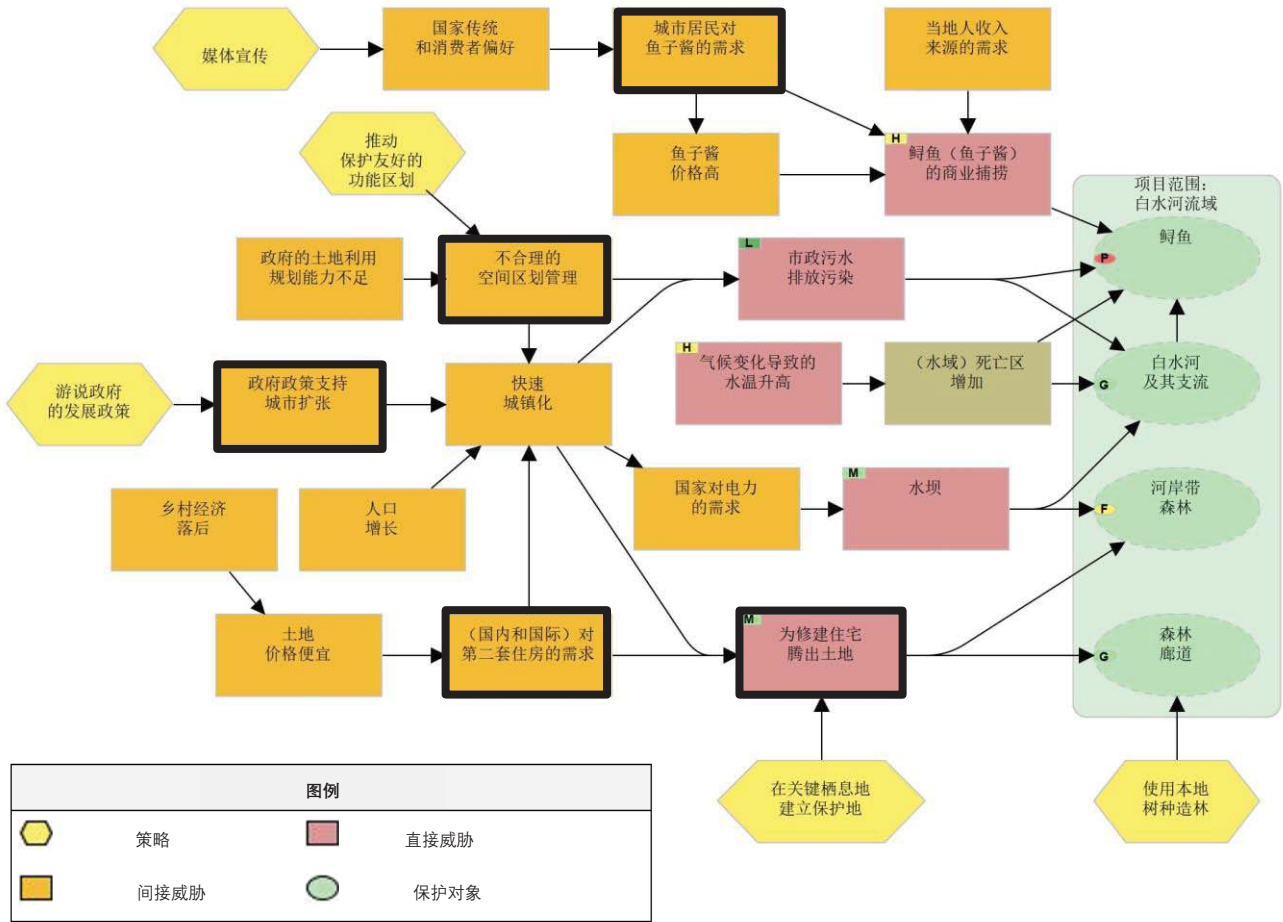 媒体宣传
国家传统
和消费者偏好
城市居民对
鱼子酱的需求
当地人收入
来源的需求
推动
保护友好的
功能区划
鱼子酱
价格高
H
鲟鱼（鱼子酱）
的商业捕捞
项目范围：
白水河流域
鲟鱼
P
政府的土地利用
规划能力不足
不合理的
空间区划管理
L
市政污水
排放污染
游说政府
的发展政策
政府政策支持
城市扩张
快速
城镇化
H
气候变化导致的
水温升高
（水域）死亡区
增加
白水河
及其支流
G
乡村经济
落后
人口
增长
国家对电力
的需求
M
水坝
河岸带
森林
F
土地
价格便宜
（国内和国际）对
第二套住房的需求
M
为修建住宅
腾出土地
森林
廊道
G
在关键栖息地
建立保护地
使用本地
树种造林
图例
策略
直接威胁
间接威胁
保护对象